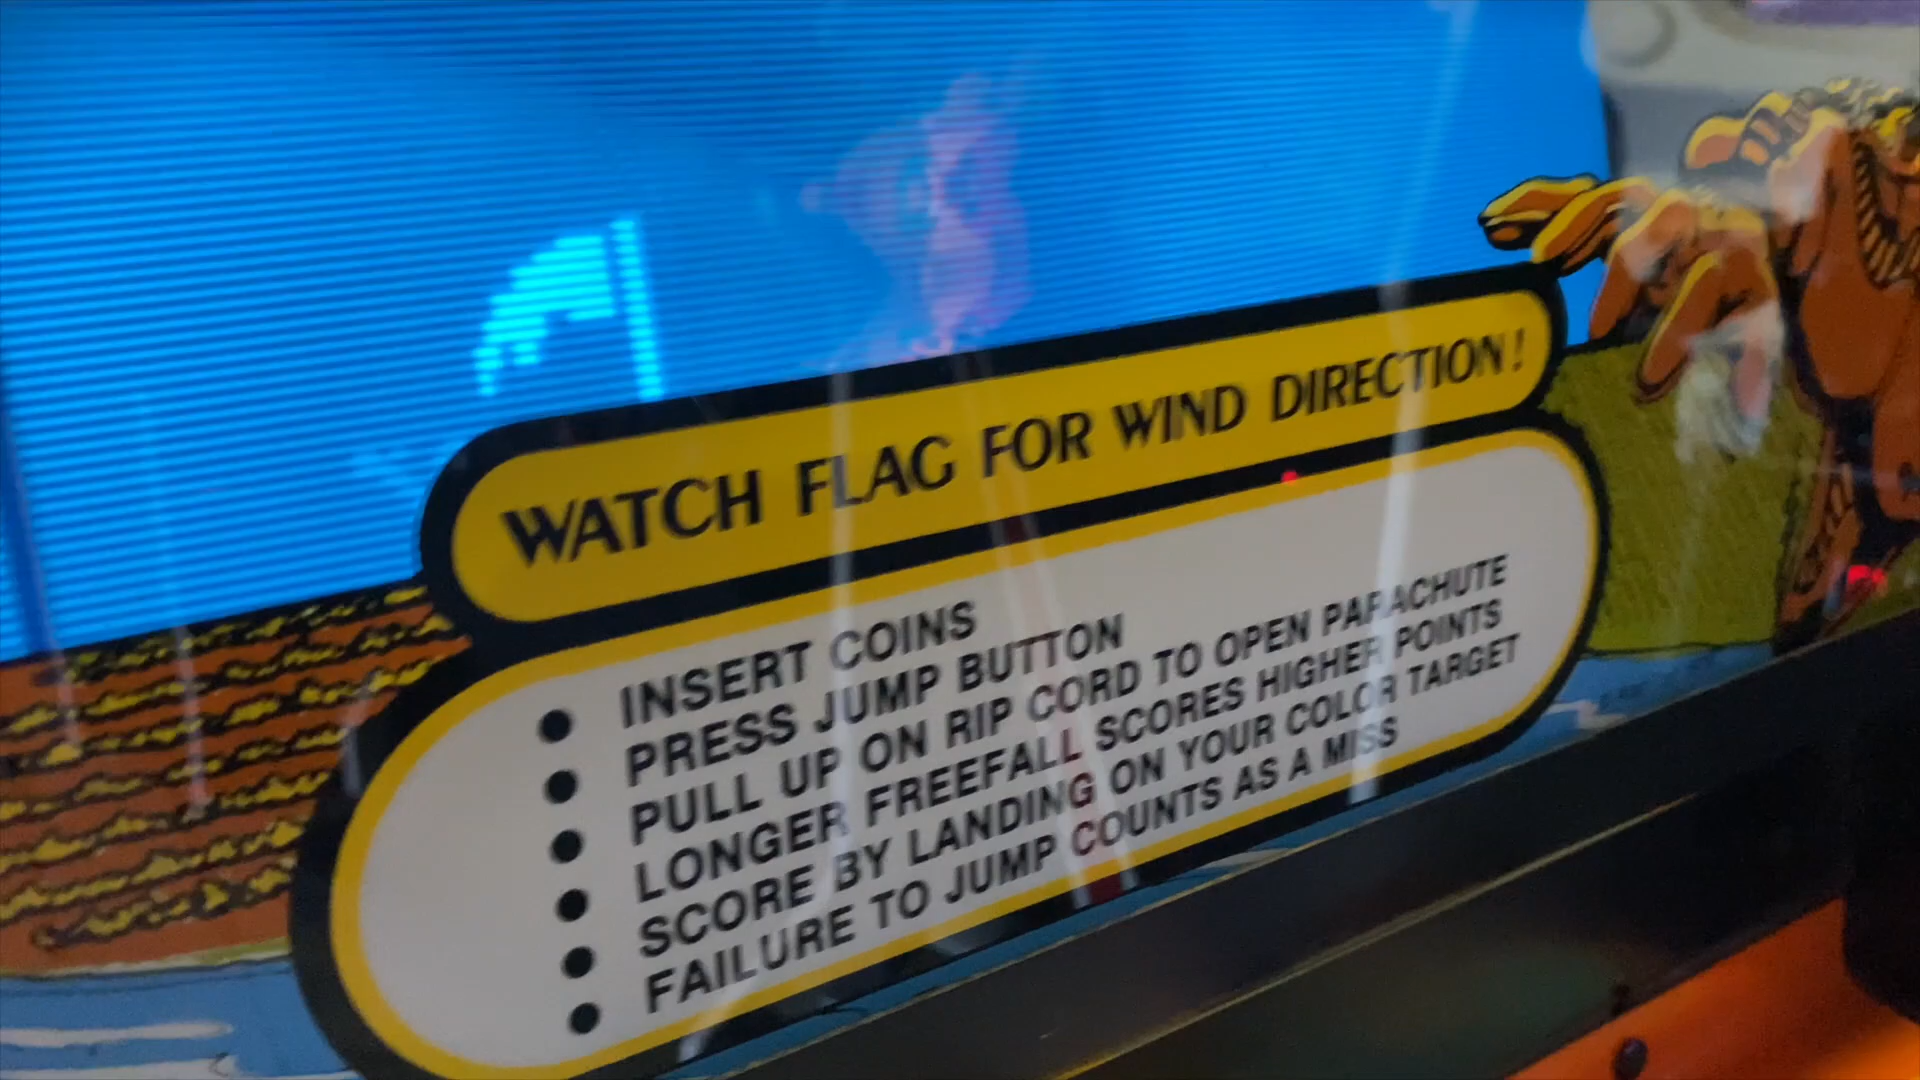 WATCH FLAG FOR WIND DIRECTION!
• INSERT COINS
• PRESS JUMP BUTTON
• PULL UP ON RIP CORD TO OPEN PARACHUTE
• LONGER FREEFALL SCORES HIGHER POINTS
• SCORE BY LANDING ON YOUR COLOR TARGET
• FAILURE TO JUMP COUNTS AS A MISS